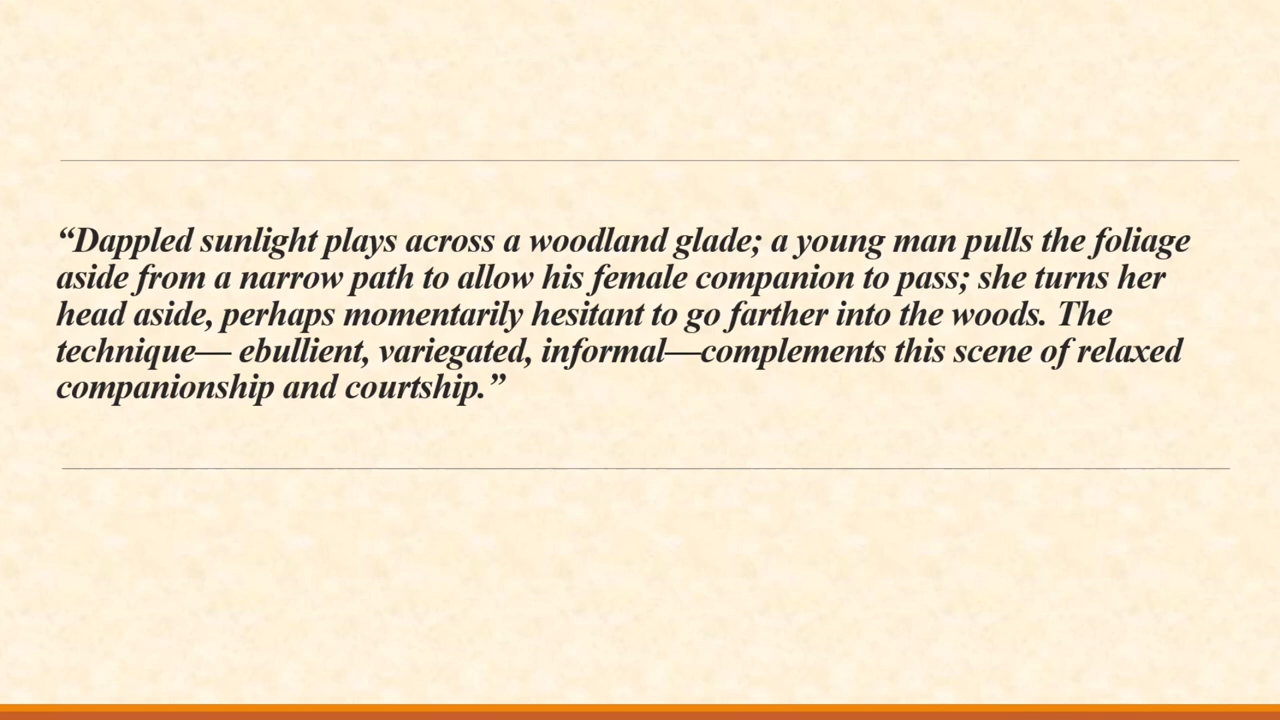 “Dappled sunlight plays across a woodland glade; a young man pulls the foliage
aside from a narrow path to allow his female companion to pass; she turns her
head aside, perhaps momentarily hesitant to go farther into the woods. The
technique— ebullient, variegated, informal—complements this scene of relaxed
companionship and courtship.”